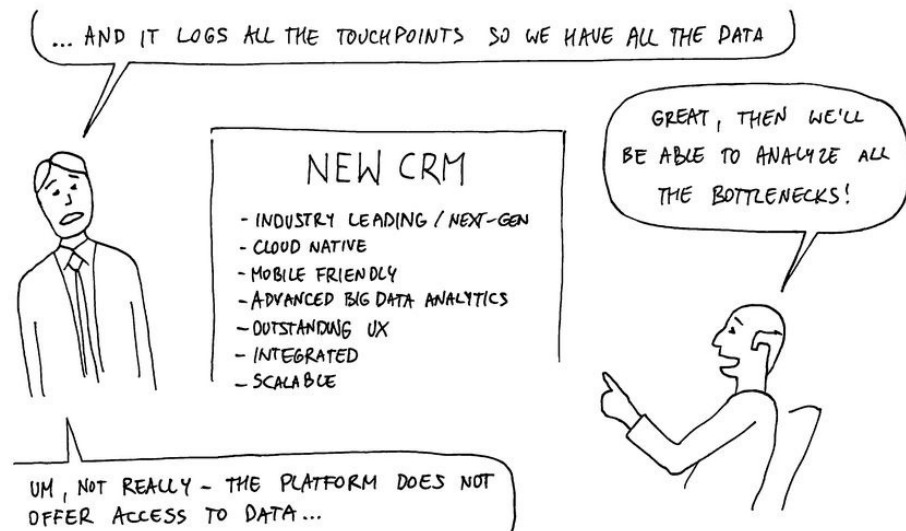 ... AND IT LOGS ALL THE TOUCHPOINTS SO WE HAVE ALL THE DATA
GREAT, THEN WE'LL
BE ABLE TO ANALYZE ALL
THE BOTTLENECKS!
NEW CRM
- INDUSTRY LEADING / NEXT-GEN
- CLOUD NATIVE
- MOBILE FRIENDLY
- ADVANCED BIG DATA ANALYTICS
- OUTSTANDING UX
- INTEGRATED
- SCALABLE
UM, NOT REALLY - THE PLATFORM DOES NOT
OFFER ACCESS TO DATA...